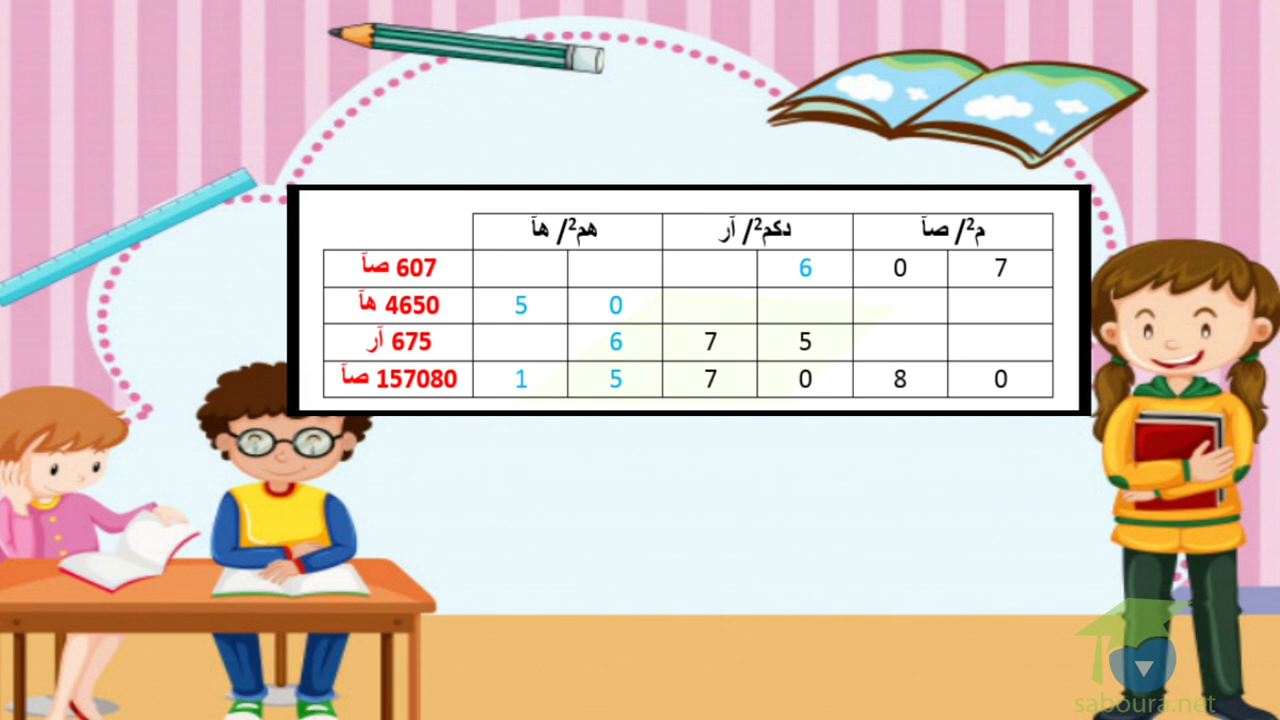 هم²/ هآ دكم²/ آر م²/ صآ
607 صآ 6 0 7
4650 هآ 5 0
675 آر 6 7 5
157080 صآ 1 5 7 0 8 0
saboura.net